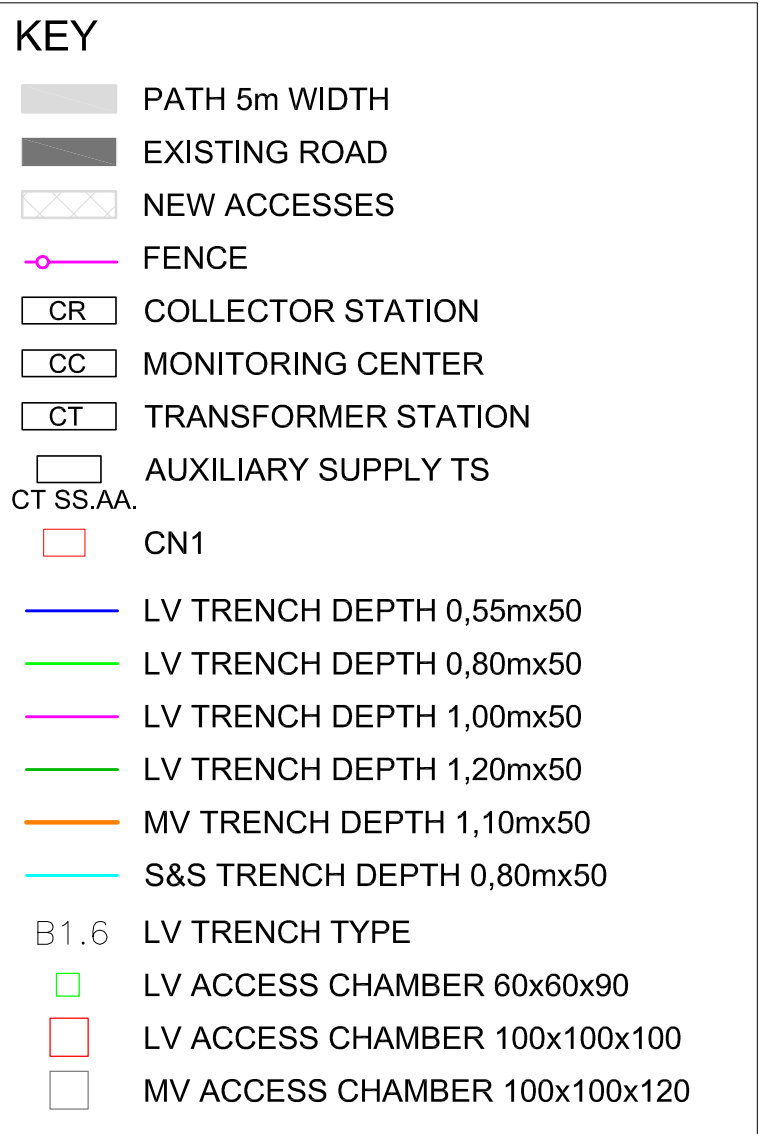 KEY
PATH 5m WIDTH
EXISTING ROAD
NEW ACCESSES
FENCE
CR COLLECTOR STATION
CC MONITORING CENTER
CT TRANSFORMER STATION
AUXILIARY SUPPLY TS
CT SS.AA.
CN1
LV TRENCH DEPTH 0,55mx50
LV TRENCH DEPTH 0,80mx50
LV TRENCH DEPTH 1,00mx50
LV TRENCH DEPTH 1,20mx50
MV TRENCH DEPTH 1,10mx50
S&S TRENCH DEPTH 0,80mx50
B1.6 LV TRENCH TYPE
LV ACCESS CHAMBER 60x60x90
LV ACCESS CHAMBER 100x100x100
MV ACCESS CHAMBER 100x100x120